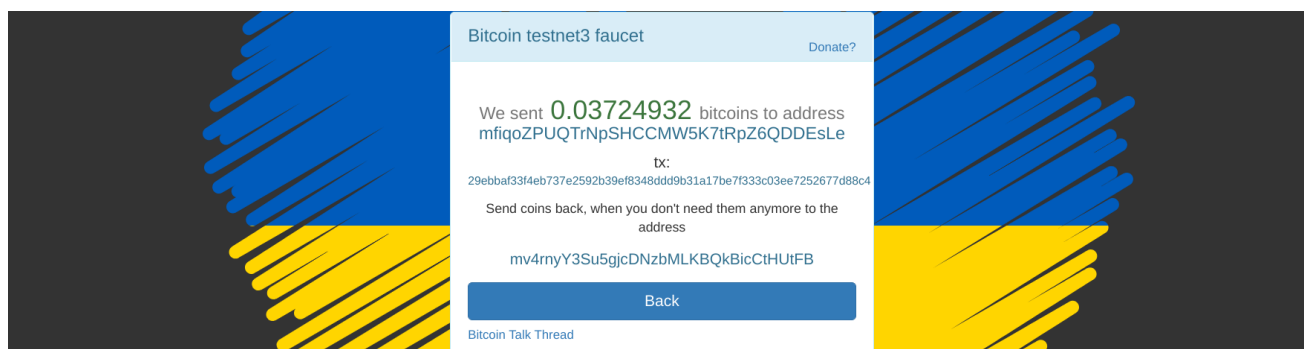 Bitcoin testnet3 faucet
Donate?
We sent 0.03724932 bitcoins to address
mfiqoZPUQTrNpSHCCMW5K7tRpZ6QDDEsLe
tx:
29ebbaf33f4eb737e2592b39ef8348ddd9b31a17be7f333c03ee7252677d88c4
Send coins back, when you don't need them anymore to the
address
mv4rnyY3Su5gjcDNzbMLKBQkBicCtHUtFB
Back
Bitcoin Talk Thread